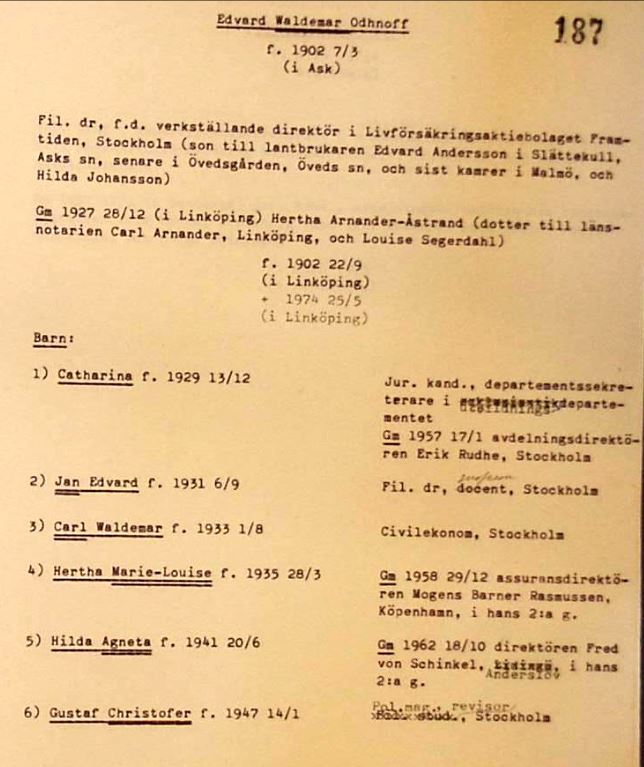 Edvard Waldemar Odhnoff
187
f. 1902 7/3
(i Ask)
Fil. dr, f.d. verkställande direktör i Livförsäkringsaktiebolaget Fram-
tiden, Stockholm (son till lantbrukaren Edvard Andersson i Slättekull,
Asks sn, senare i Övedsgården, Öveds sn, och sist kamrer i Malmö, och
Hilda Johansson)
Gm 1927 28/12 (i Linköping) Hertha Arnander-Åstrand (dotter till läns-
notarien Carl Arnander, Linköping, och Louise Segerdahl)
f. 1902 22/9
(i Linköping)
+ 1974 25/5
(i Linköping)
Barn:
1) Catharina f. 1929 13/12
Jur. kand., departementssekre-
terare i ecklesiastikdeparte-
utbildnings
mentet
Gm 1957 17/1 avdelningsdirektö-
ren Erik Rudhe, Stockholm
2) Jan Edvard f. 1931 6/9
professor
Fil. dr, docent, Stockholm
3) Carl Waldemar f. 1933 1/8
Civilekonom, Stockholm
4) Hertha Marie-Louise f. 1935 28/3
Gm 1958 29/12 assuransdirektö-
ren Mogens Barner Rasmussen,
Köpenhamn, i hans 2:a g.
5) Hilda Agneta f. 1941 20/6
Gm 1962 18/10 direktören Fred
von Schinkel, Lidingö, i hans
Anderslöv
2:a g.
6) Gustaf Christofer f. 1947 14/1
Pol.mag., revisor
stud., Stockholm